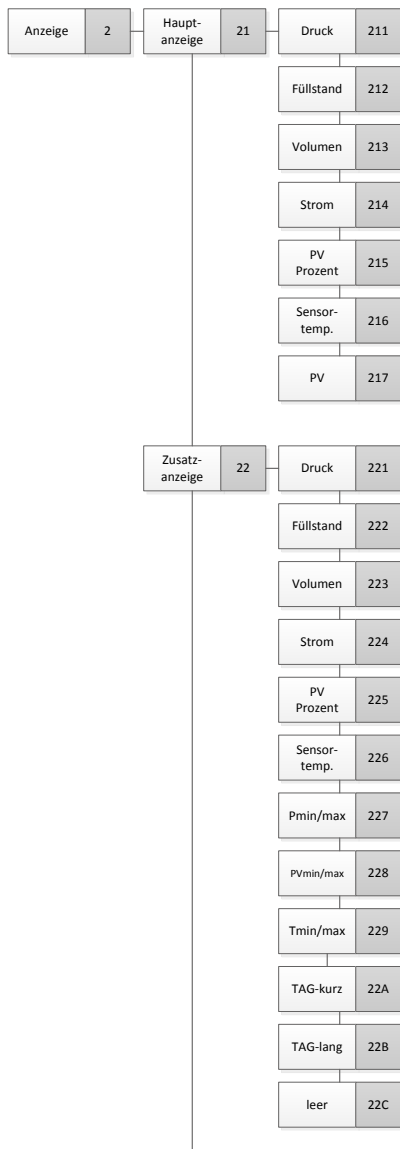 Anzeige 2
Haupt-
anzeige
21
Druck 211
Füllstand 212
Volumen 213
Strom 214
PV
Prozent
215
Sensor-
temp.
216
PV 217
Zusatz-
anzeige
22
Druck 221
Füllstand 222
Volumen 223
Strom 224
PV
Prozent
225
Sensor-
temp.
226
Pmin/max 227
PVmin/max 228
Tmin/max 229
TAG-kurz 22A
TAG-lang 22B
leer 22C